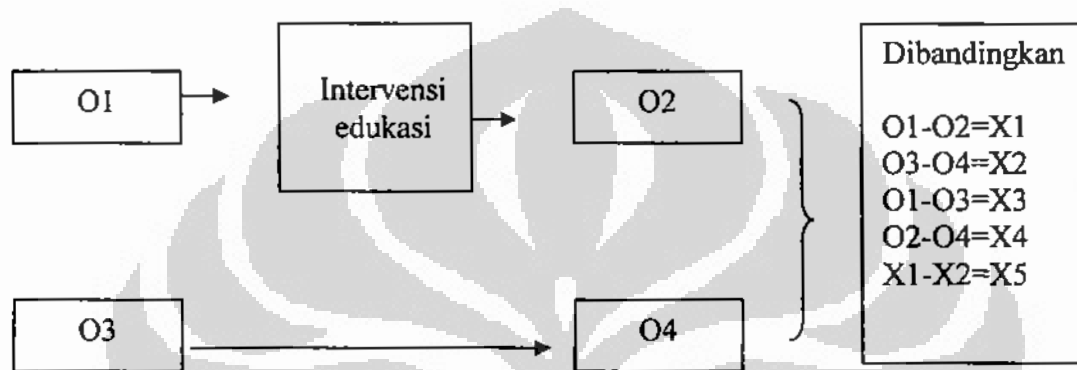 O1
Intervensi
edukasi
O2
O3
O4
Dibandingkan
O1-O2=X1
O3-O4=X2
O1-O3=X3
O2-O4=X4
X1-X2=X5